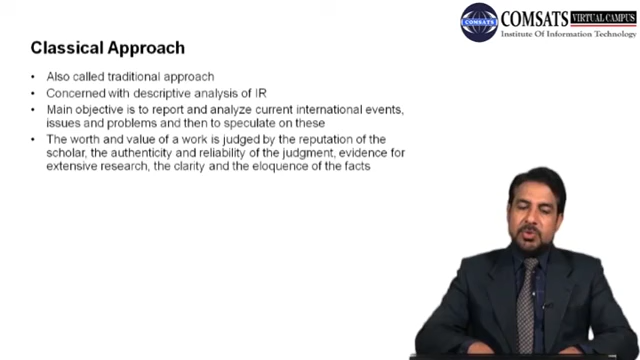 COMSATS VIRTUAL CAMPUS
Institute Of Information Technology
Classical Approach
• Also called traditional approach
• Concerned with descriptive analysis of IR
• Main objective is to report and analyze current international events,
issues and problems and then to speculate on these
• The worth and value of a work is judged by the reputation of the
scholar, the authenticity and reliability of the judgment, evidence for
extensive research, the clarity and the eloquence of the facts